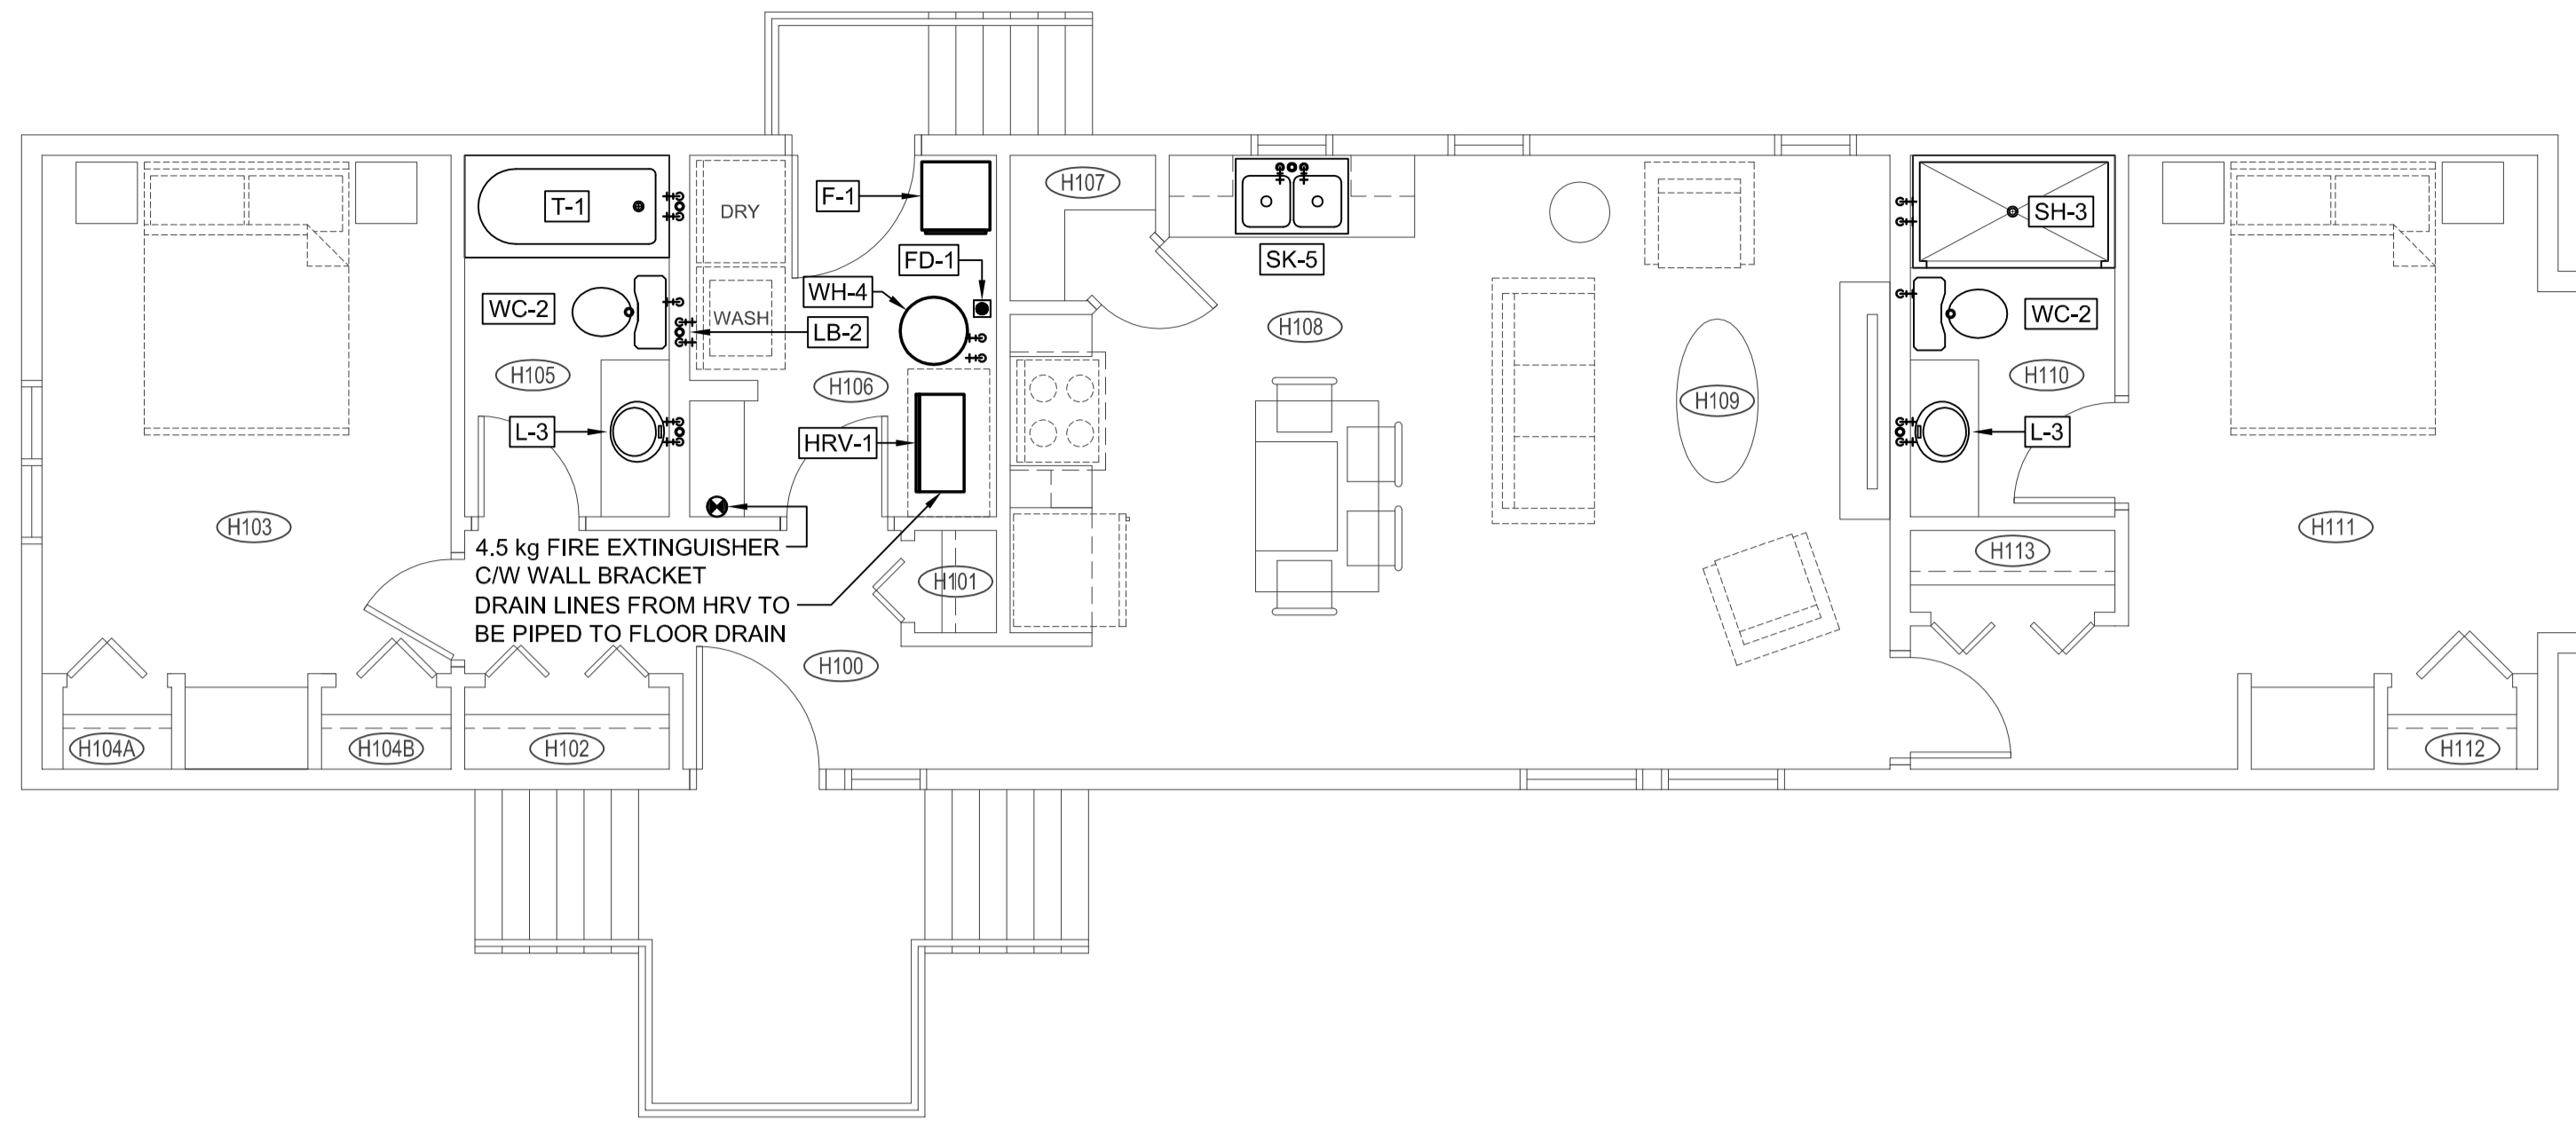 T-1
DRY
F-1
H107
SH-3
FD-1
SK-5
WH-4
WC-2
WASH
LB-2
H108
WC-2
H105
H106
H110
H109
L-3
HRV-1
L-3
H103
H111
4.5 kg FIRE EXTINGUISHER
C/W WALL BRACKET
DRAIN LINES FROM HRV TO
BE PIPED TO FLOOR DRAIN
H101
H113
H100
H104A
H104B
H102
H112